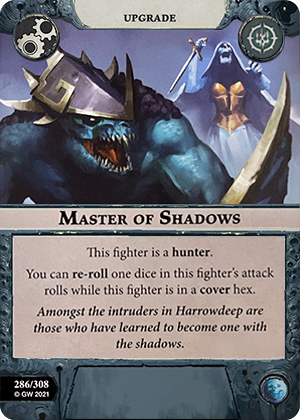 UPGRADE
MASTER OF SHADOWS
This fighter is a hunter.
You can re-roll one dice in this fighter's attack
rolls while this fighter is in a cover hex.
Amongst the intruders in Harrowdeep are
those who have learned to become one with
the shadows.
286/308
© GW 2021